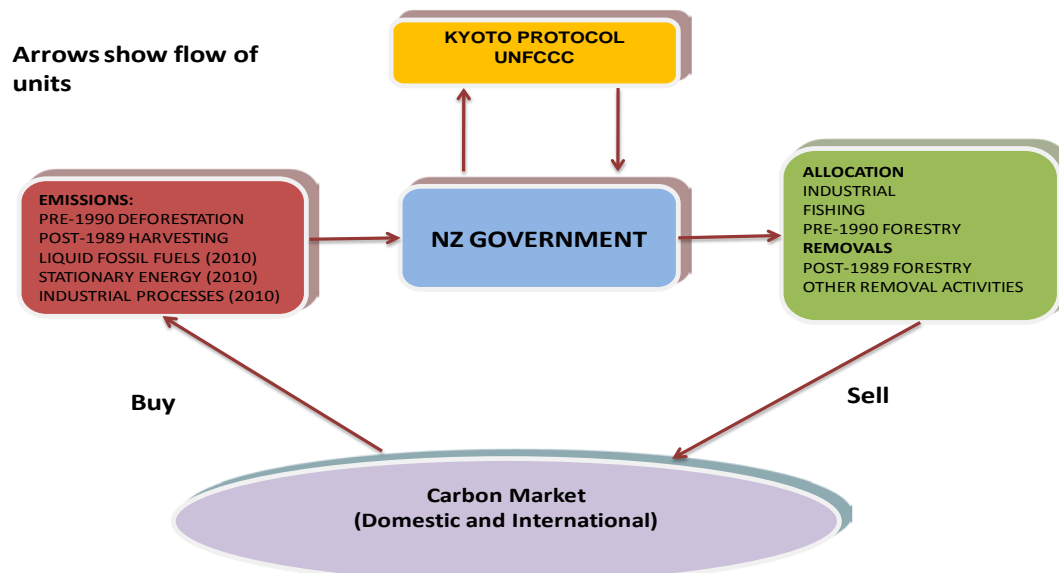 Arrows show flow of
units
KYOTO PROTOCOL
UNFCCC
EMISSIONS:
PRE-1990 DEFORESTATION
POST-1989 HARVESTING
LIQUID FOSSIL FUELS (2010)
STATIONARY ENERGY (2010)
INDUSTRIAL PROCESSES (2010)
NZ GOVERNMENT
ALLOCATION
INDUSTRIAL
FISHING
PRE-1990 FORESTRY
REMOVALS
POST-1989 FORESTRY
OTHER REMOVAL ACTIVITIES
Buy
Sell
Carbon Market
(Domestic and International)